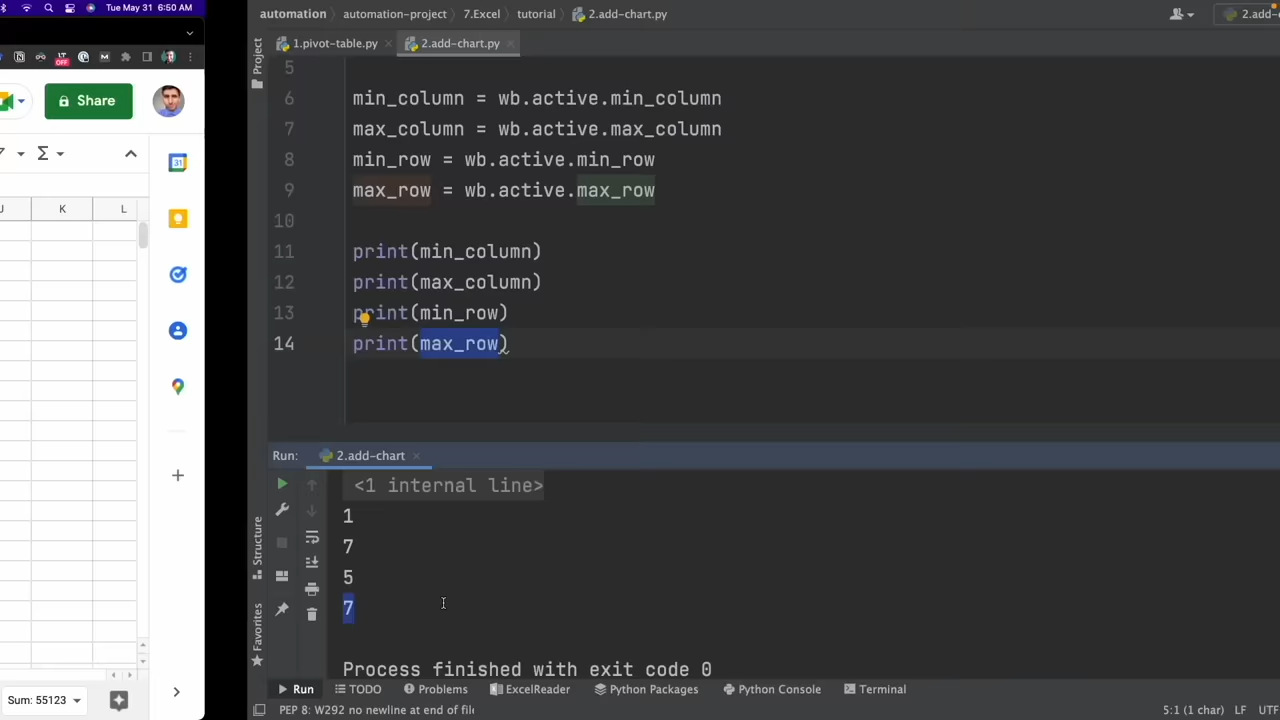 Tue May 31 6:50 AM
automation
automation-project
7.Excel
tutorial
2.add-chart.py
2.add-
Project
1.pivot-table.py
2.add-chart.py
OFF
Share
31
K
L
5
6 min_column = wb.active.min_column
7 max_column = wb.active.max_column
8 min_row = wb.active.min_row
9 max_row = wb.active.max_row
10
11 print(min_column)
12 print(max_column)
13 print(min_row)
14 print(max_row)
Run: 2.add-chart
<1 internal line>
1
7
5
7
Process finished with exit code 0
Structure
Favorites
Sum: 55123
Run
TODO
Problems
ExcelReader
Python Packages
Python Console
Terminal
PEP 8: W292 no newline at end of file
5:1 (1 char)
LF
UTF